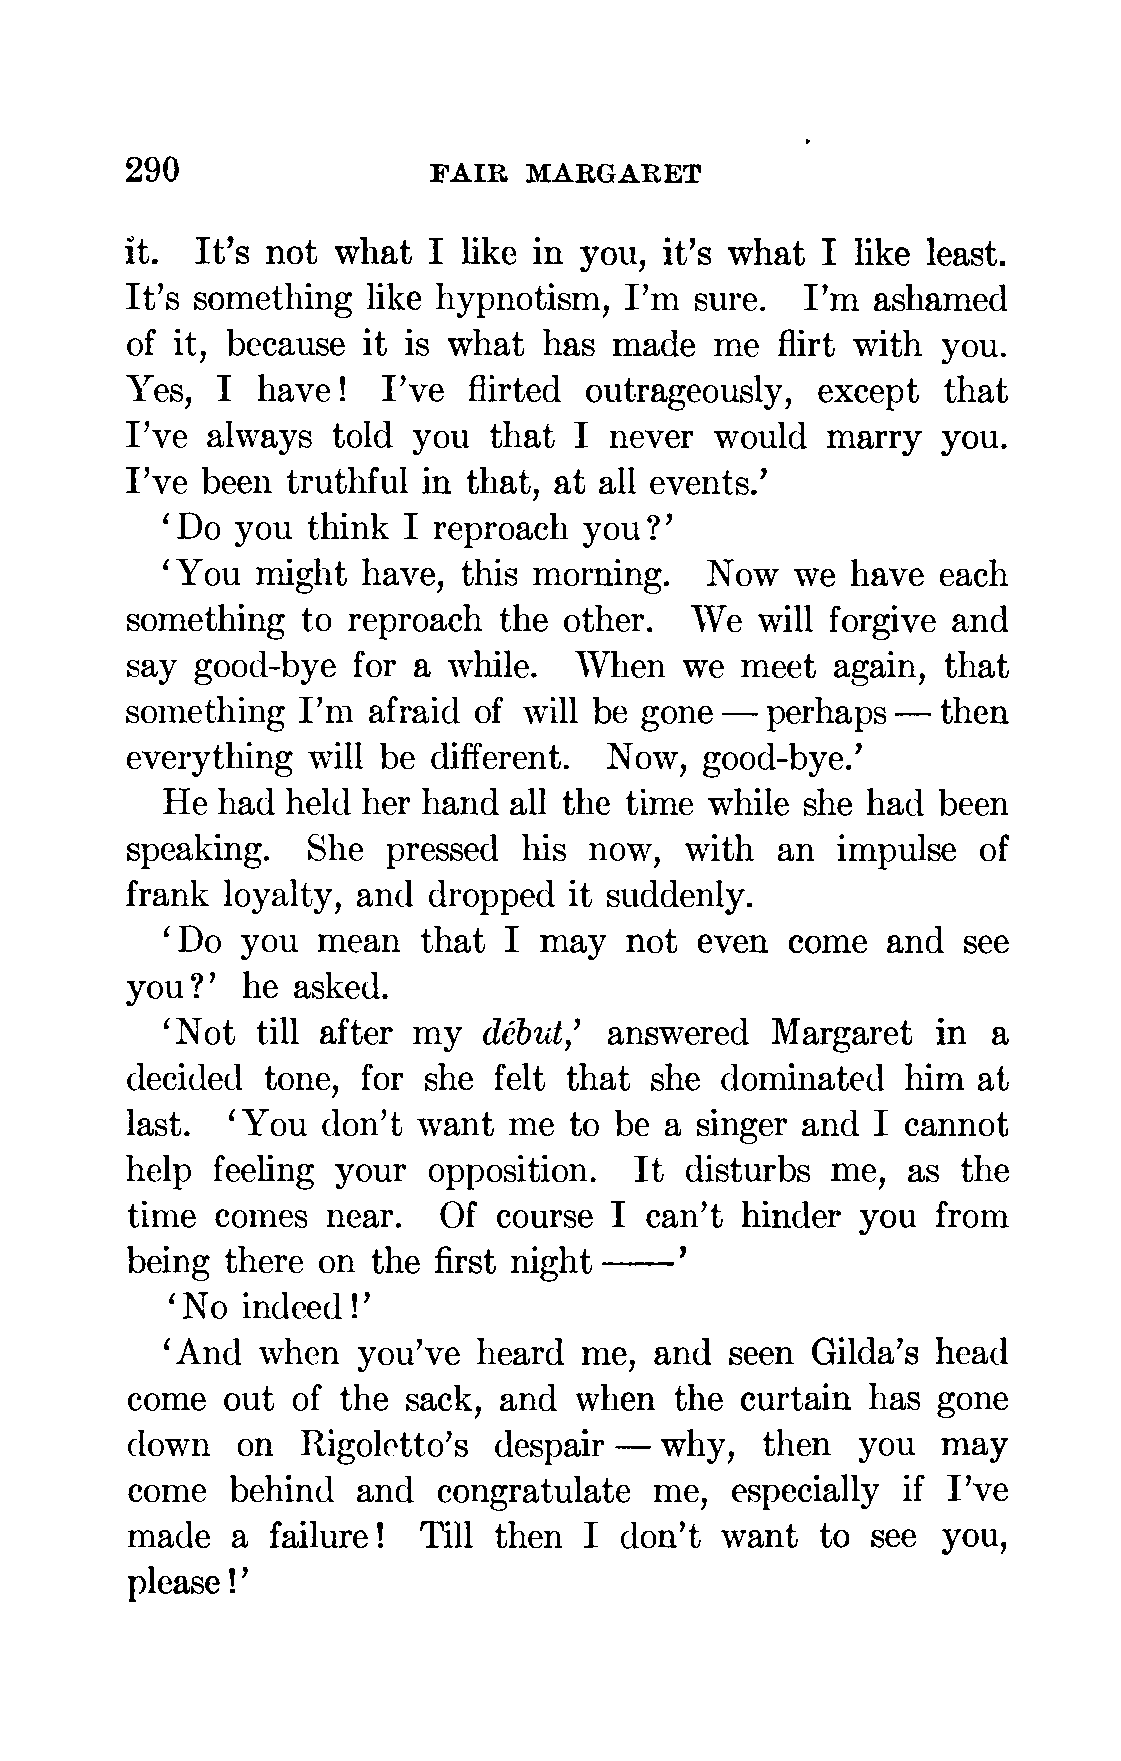 290 FAIR MARGARET
it. It's not what I like in you, it's what I like least.
It's something like hypnotism, I'm sure. I'm ashamed
of it, because it is what has made me flirt with you.
Yes, I have! I've flirted outrageously, except that
I've always told you that I never would marry you.
I've been truthful in that, at all events.'
'Do you think I reproach you?'
'You might have, this morning. Now we have each
something to reproach the other. We will forgive and
say good-bye for a while. When we meet again, that
something I'm afraid of will be gone — perhaps — then
everything will be different. Now, good-bye.'
He had held her hand all the time while she had been
speaking. She pressed his now, with an impulse of
frank loyalty, and dropped it suddenly.
'Do you mean that I may not even come and see
you?' he asked.
'Not till after my début,' answered Margaret in a
decided tone, for she felt that she dominated him at
last. 'You don't want me to be a singer and I cannot
help feeling your opposition. It disturbs me, as the
time comes near. Of course I can't hinder you from
being there on the first night ——'
'No indeed!'
'And when you've heard me, and seen Gilda's head
come out of the sack, and when the curtain has gone
down on Rigoletto's despair — why, then you may
come behind and congratulate me, especially if I've
made a failure! Till then I don't want to see you,
please!'